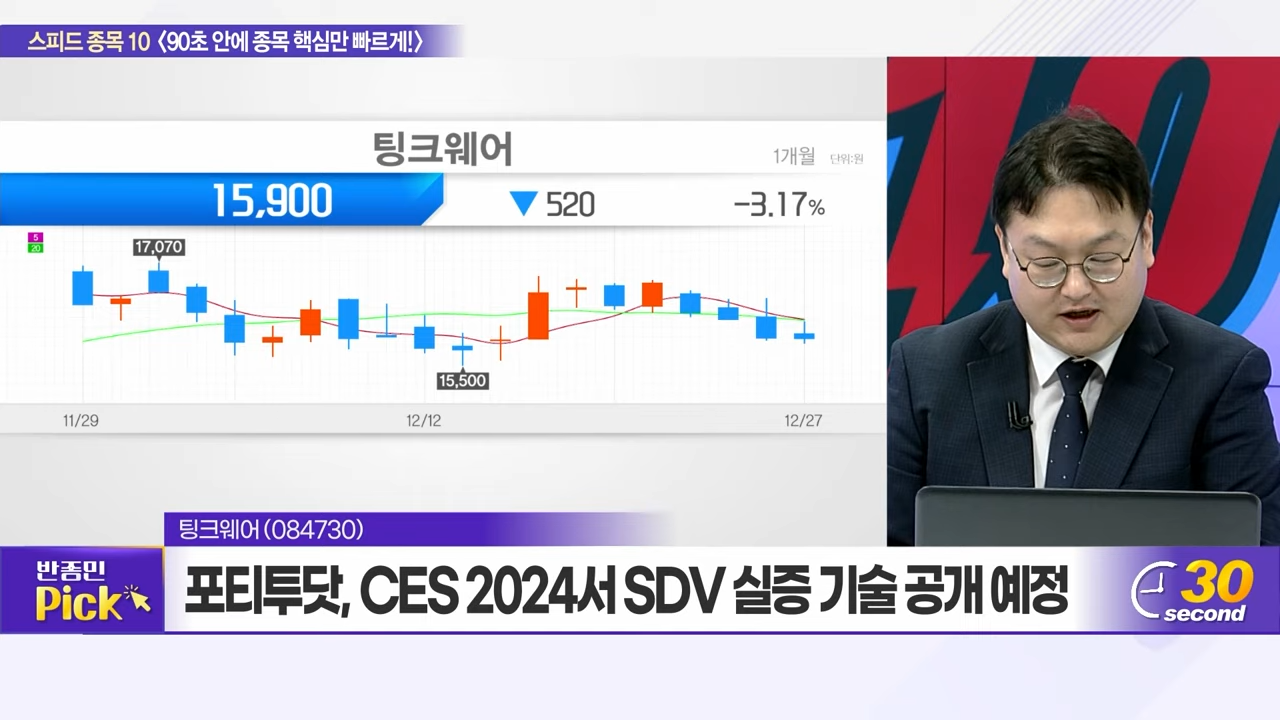 스피드 종목 10 〈90초 안에 종목 핵심만 빠르게!〉
팅크웨어
1개월 단위:원
15,900 ▼ 520 -3.17%
5
20
17,070
15,500
11/29 12/12 12/27
팅크웨어 (084730)
반종민
Pick
포티투닷, CES 2024서 SDV 실증 기술 공개 예정
30
second